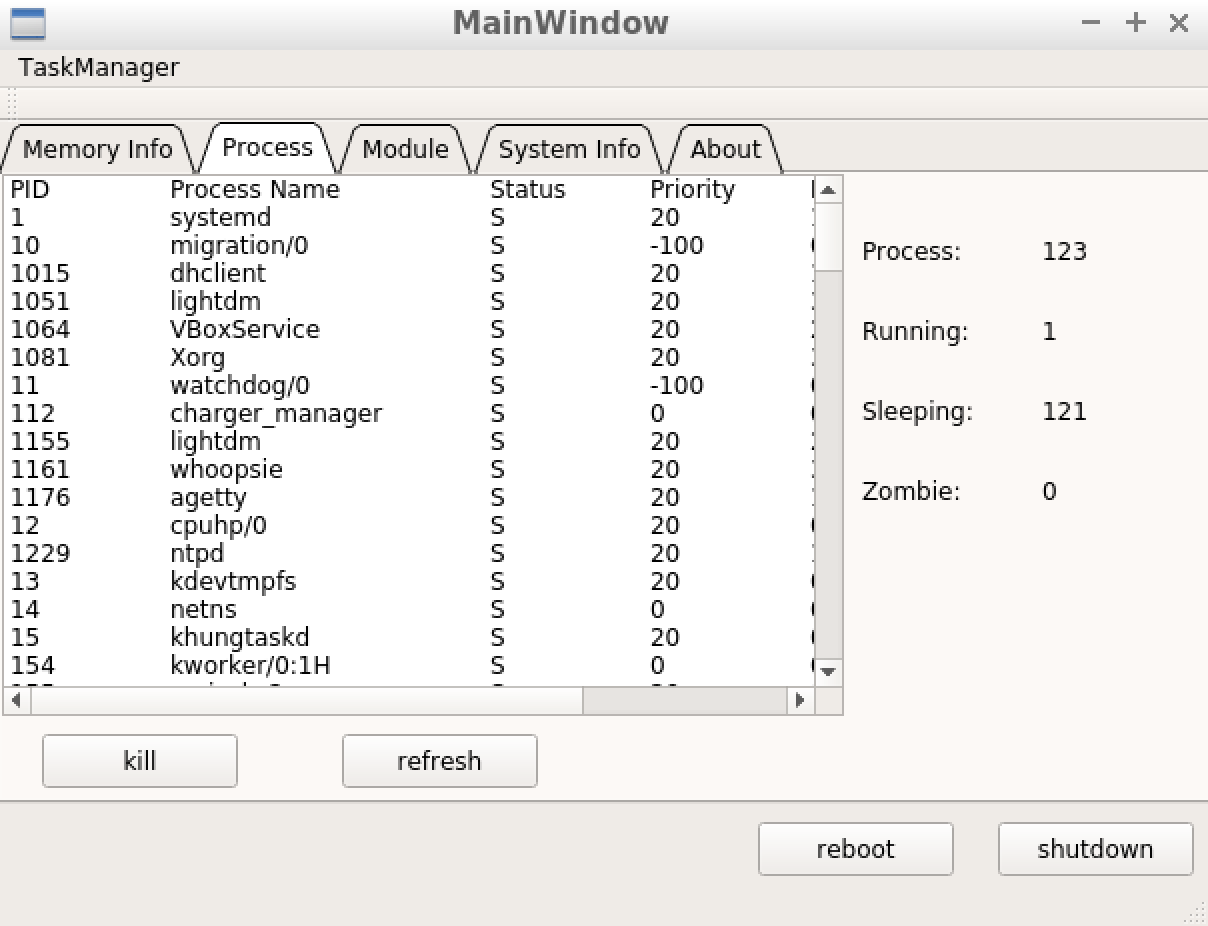 MainWindow
TaskManager
Memory Info Process Module System Info About
PID Process Name Status Priority
1 systemd S 20
10 migration/0 S -100
1015 dhclient S 20
1051 lightdm S 20
1064 VBoxService S 20
1081 Xorg S 20
11 watchdog/0 S -100
112 charger_manager S 0
1155 lightdm S 20
1161 whoopsie S 20
1176 agetty S 20
12 cpuhp/0 S 20
1229 ntpd S 20
13 kdevtmpfs S 20
14 netns S 0
15 khungtaskd S 20
154 kworker/0:1H S 0
Process: 123
Running: 1
Sleeping: 121
Zombie: 0
kill refresh
reboot shutdown